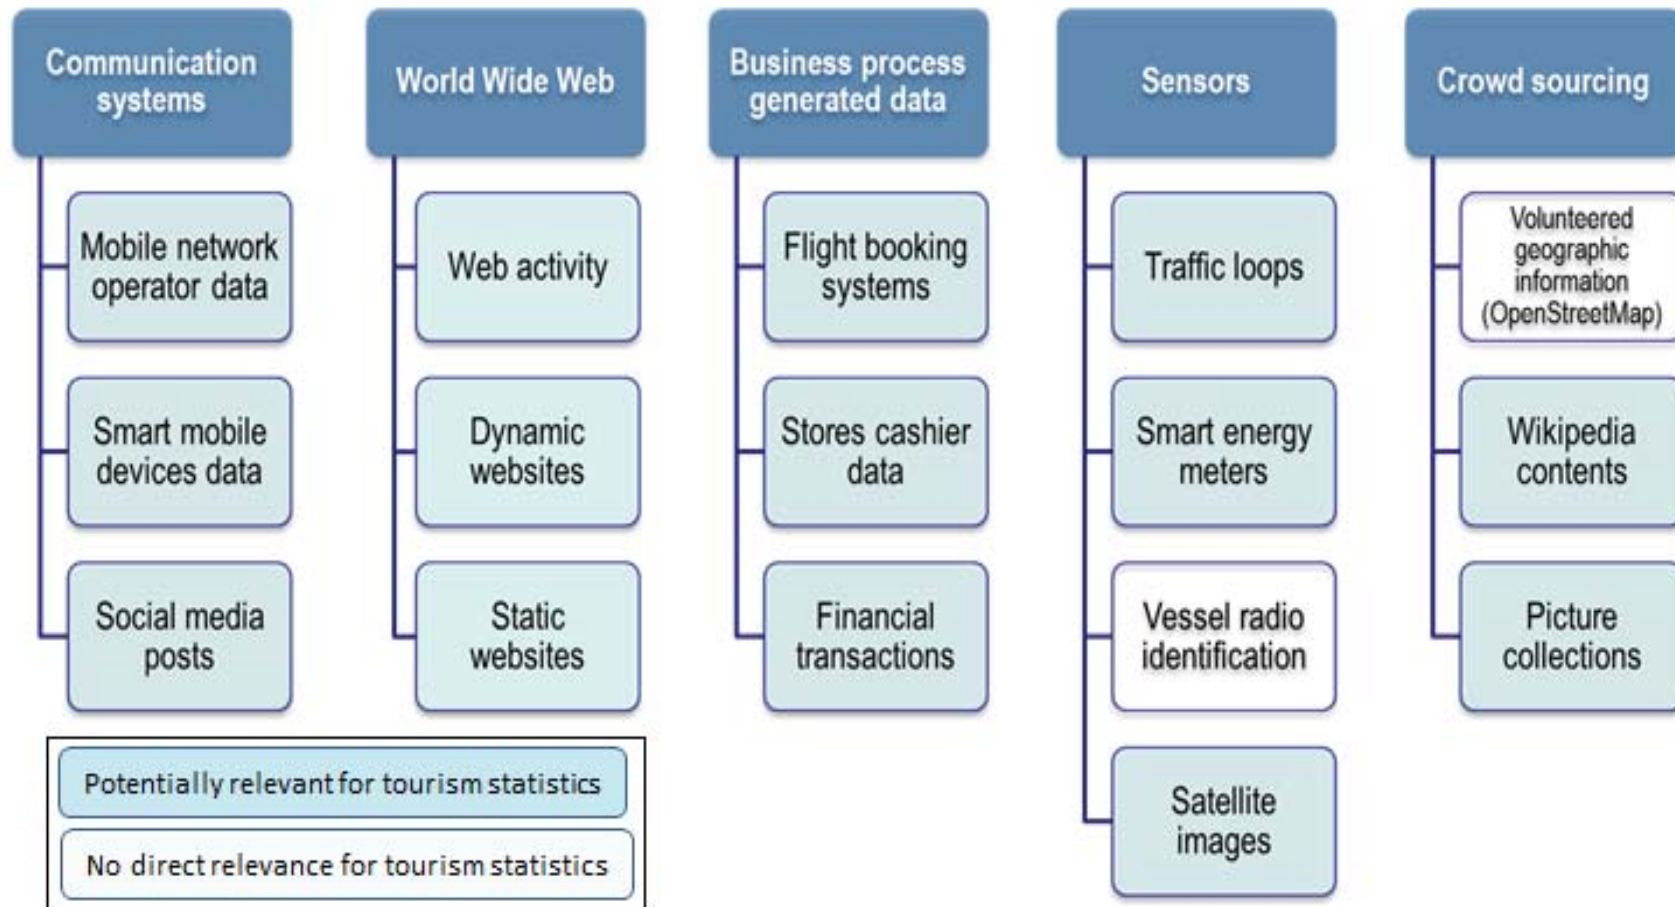 Communication
systems
Mobile network
operator data
Smart mobile
devices data
Social media
posts
World Wide Web
Web activity
Dynamic
websites
Static
websites
Business process
generated data
Flight booking
systems
Stores cashier
data
Financial
transactions
Sensors
Traffic loops
Smart energy
meters
Vessel radio
identification
Satellite
images
Crowd sourcing
Volunteered
geographic
information
(OpenStreetMap)
Wikipedia
contents
Picture
collections
Potentially relevant for tourism statistics
No direct relevance for tourism statistics